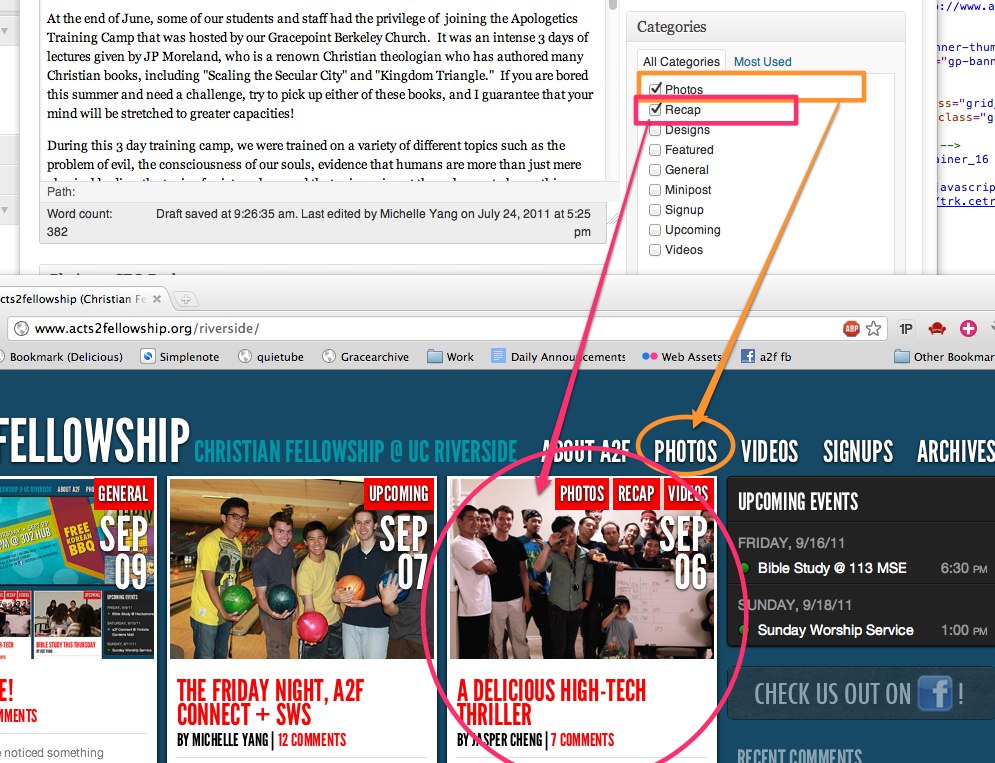 At the end of June, some of our students and staff had the privilege of joining the Apologetics
Training Camp that was hosted by our Gracepoint Berkeley Church. It was an intense 3 days of
lectures given by JP Moreland, who is a renown Christian theologian who has authored many
Christian books, including "Scaling the Secular City" and "Kingdom Triangle." If you are bored
this summer and need a challenge, try to pick up either of these books, and I guarantee that your
mind will be stretched to greater capacities!
During this 3 day training camp, we were trained on a variety of different topics such as the
problem of evil, the consciousness of our souls, evidence that humans are more than just mere
Path:
Word count: 382
Draft saved at 9:26:35 am. Last edited by Michelle Yang on July 24, 2011 at 5:25
pm
Categories
All Categories Most Used
Photos
Recap
Designs
Featured
General
Minipost
Signup
Upcoming
Videos
://www.a
nner-thum
="gp-bann
ss="grid_
class="g
-->
ainer_16
javascrip
/trk.cetr
cts2fellowship (Christian Fe
www.acts2fellowship.org/riverside/
ABP
1P
Bookmark (Delicious) Simplenote quietube Gracearchive Work Daily Announcements Web Assets a2f fb Other Bookmar
FELLOWSHIP CHRISTIAN FELLOWSHIP @ UC RIVERSIDE ABOUT A2F PHOTOS VIDEOS SIGNUPS ARCHIVES
GENERAL
SEP
09
FREE
KOREAN
BBQ
E!
MMENTS
e noticed something
UPCOMING
SEP
07
THE FRIDAY NIGHT, A2F
CONNECT + SWS
BY MICHELLE YANG | 12 COMMENTS
PHOTOS RECAP VIDEOS
SEP
06
A DELICIOUS HIGH-TECH
THRILLER
BY JASPER CHENG | 7 COMMENTS
UPCOMING EVENTS
FRIDAY, 9/16/11
Bible Study @ 113 MSE 6:30 PM
SUNDAY, 9/18/11
Sunday Worship Service 1:00 PM
CHECK US OUT ON f !
RECENT COMMENTS